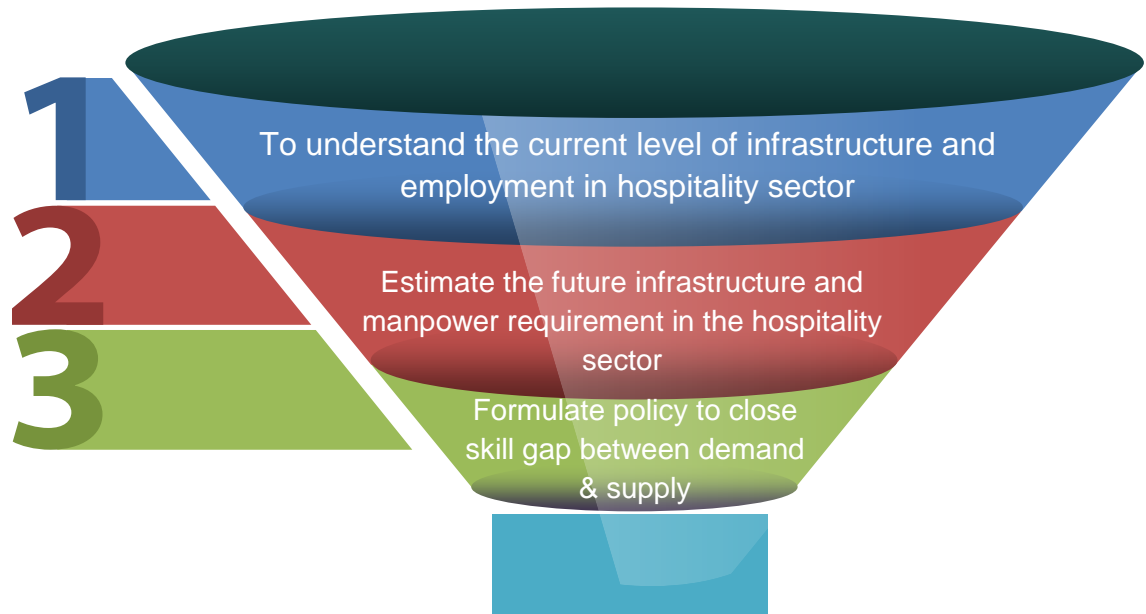 1
To understand the current level of infrastructure and
employment in hospitality sector
2
Estimate the future infrastructure and
manpower requirement in the hospitality
sector
3
Formulate policy to close
skill gap between demand
& supply